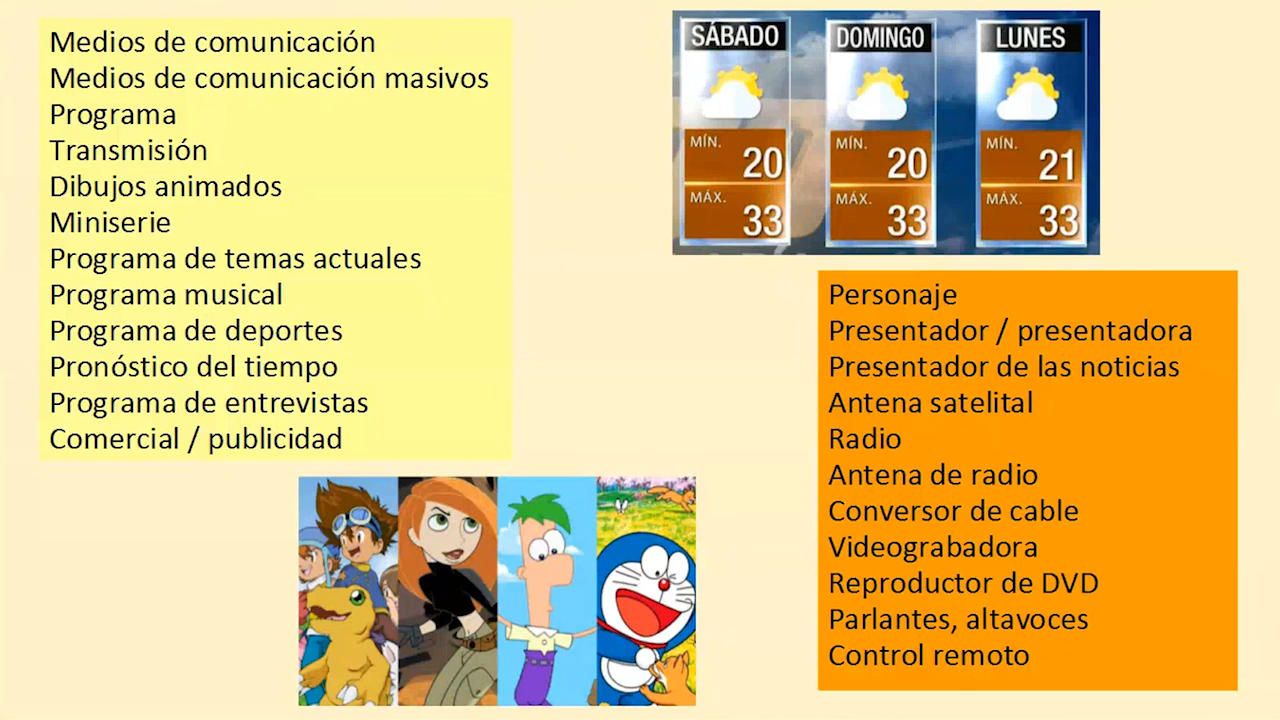 Medios de comunicación
Medios de comunicación masivos
Programa
Transmisión
Dibujos animados
Miniserie
Programa de temas actuales
Programa musical
Programa de deportes
Pronóstico del tiempo
Programa de entrevistas
Comercial / publicidad
SÁBADO
MÍN.
20
MÁX.
33
DOMINGO
MÍN.
20
MÁX.
33
LUNES
MÍN.
21
MÁX.
33
Personaje
Presentador / presentadora
Presentador de las noticias
Antena satelital
Radio
Antena de radio
Conversor de cable
Videograbadora
Reproductor de DVD
Parlantes, altavoces
Control remoto